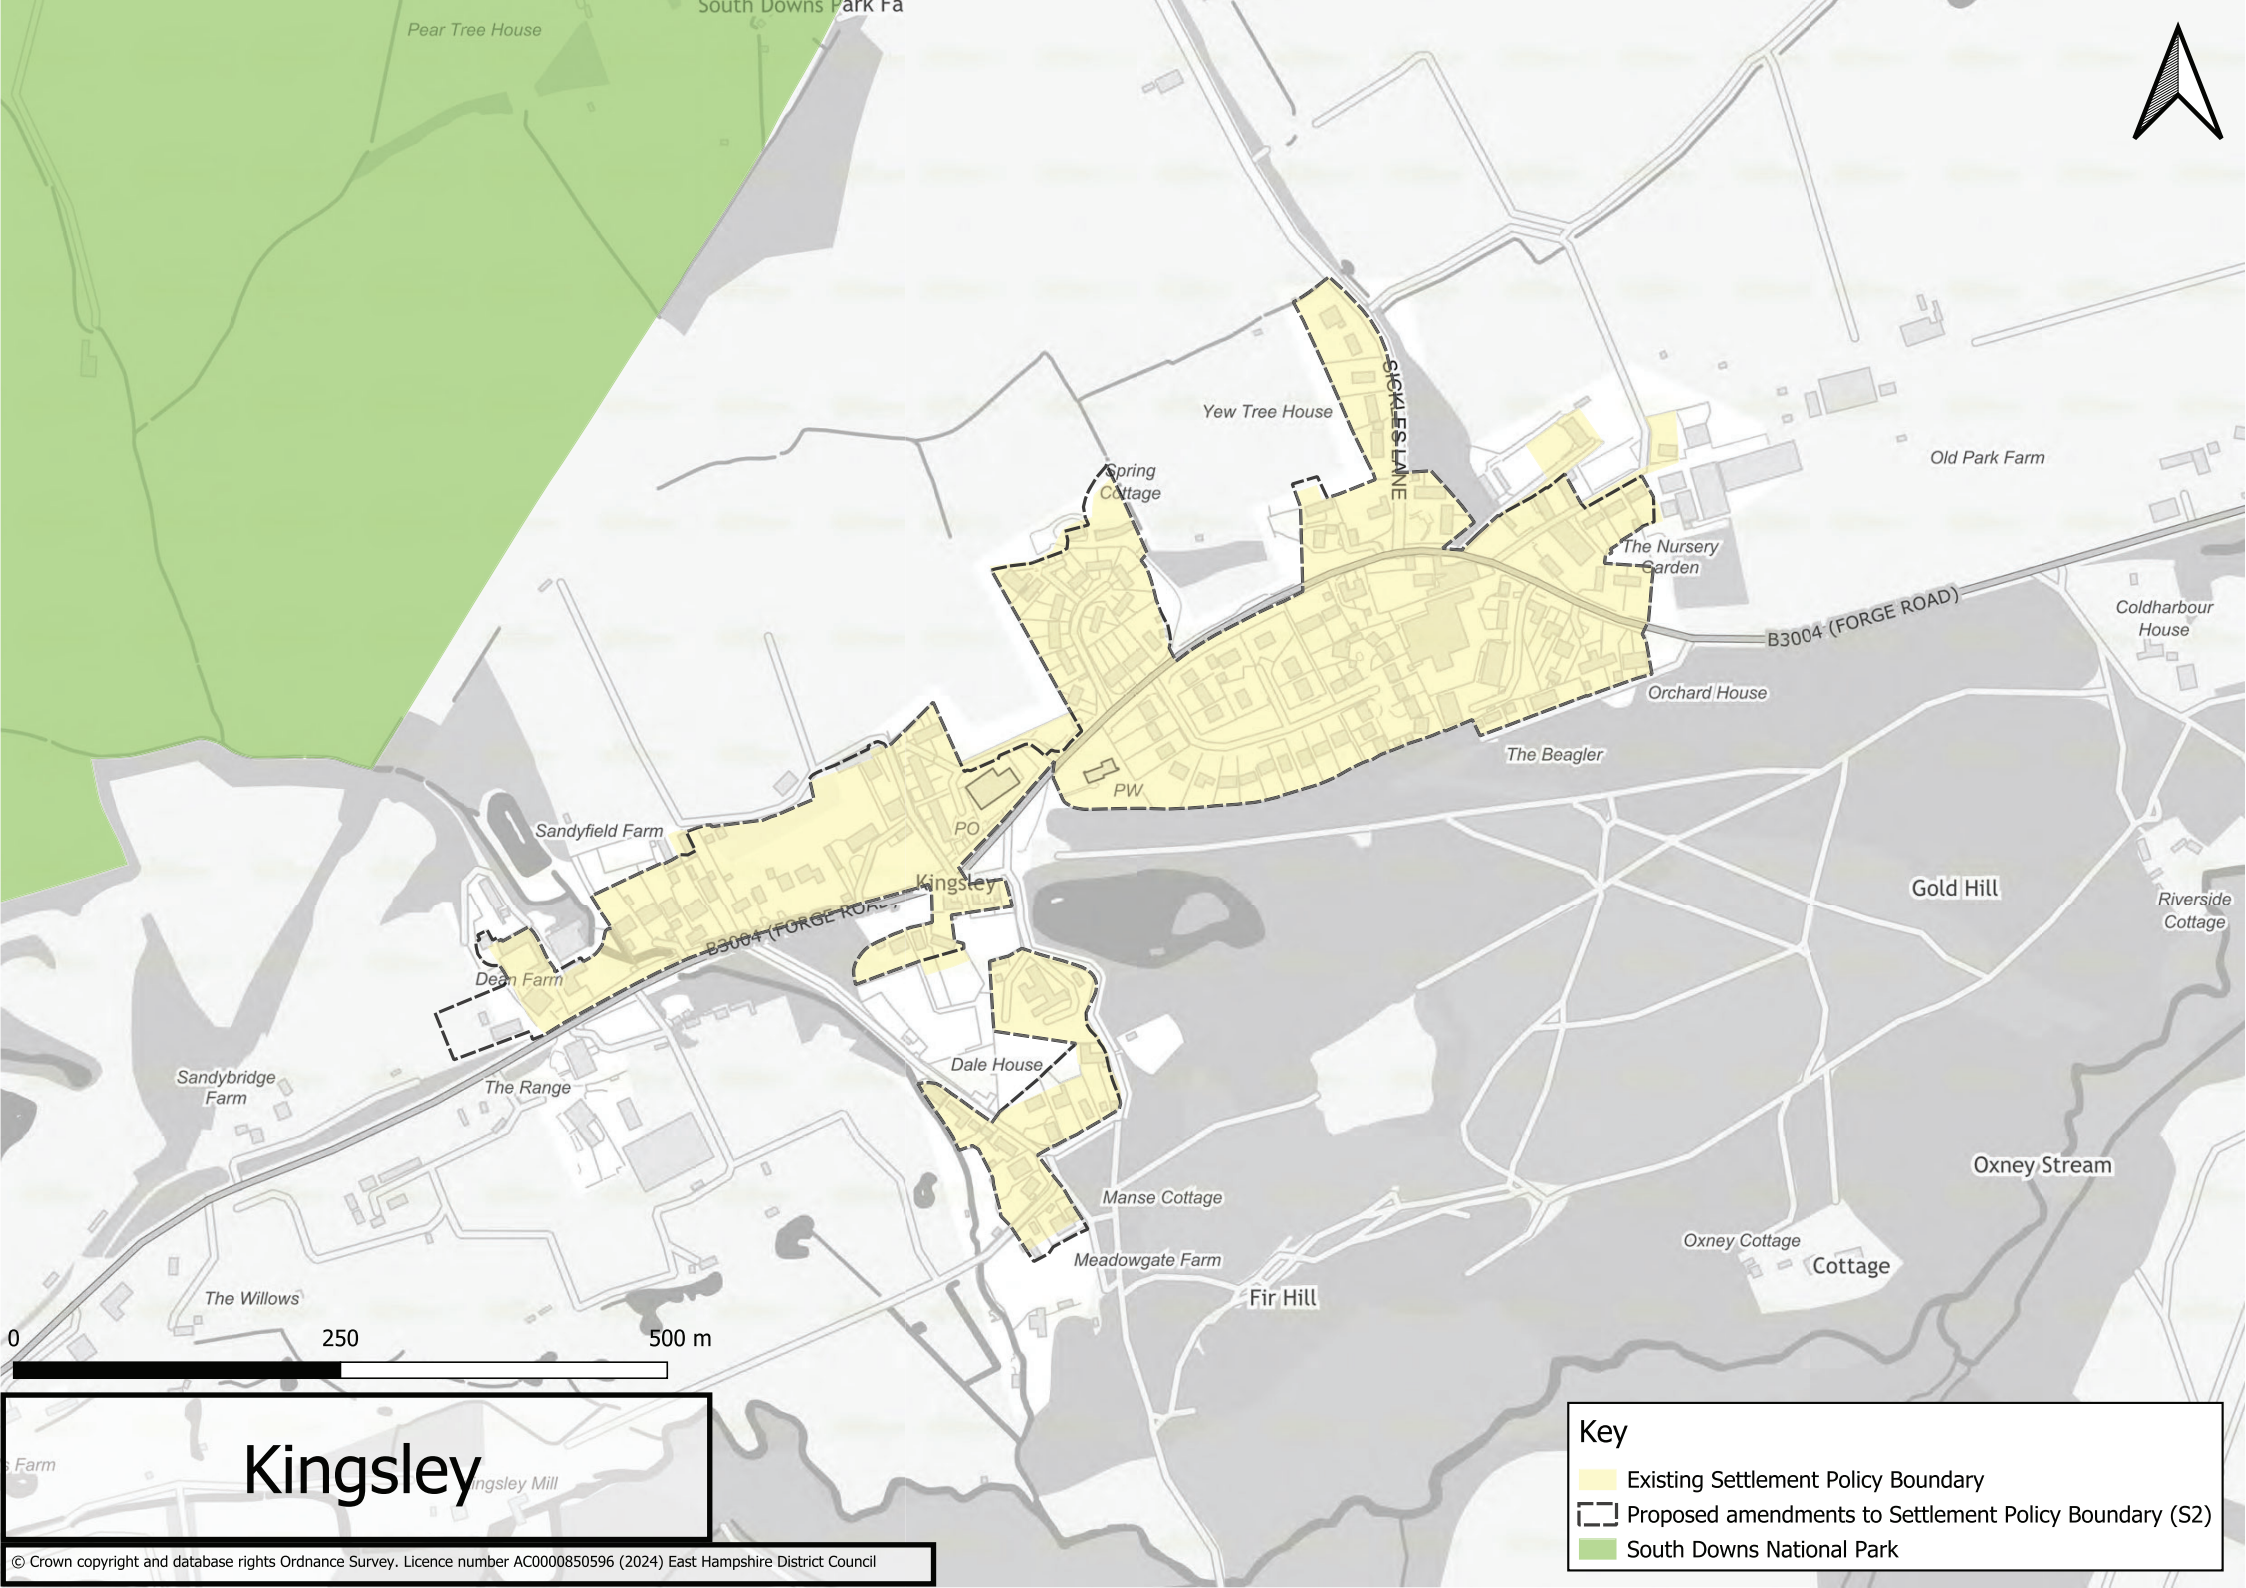 South Downs Park Fa
Pear Tree House
Yew Tree House
SICKLES LANE
Spring
Cottage
Old Park Farm
The Nursery
Garden
B3004 (FORGE ROAD)
Coldharbour
House
Orchard House
The Beagler
PW
PO
Sandyfield Farm
Kingsley
B3004 (FORGE ROAD)
Gold Hill
Riverside
Cottage
Dean Farm
Dale House
Sandybridge
Farm
The Range
Oxney Stream
Manse Cottage
Meadowgate Farm
Oxney Cottage
Cottage
Fir Hill
The Willows
0 250 500 m
Kingsley
s Farm
ingsley Mill
Key
Existing Settlement Policy Boundary
Proposed amendments to Settlement Policy Boundary (S2)
South Downs National Park
© Crown copyright and database rights Ordnance Survey. Licence number AC0000850596 (2024) East Hampshire District Council